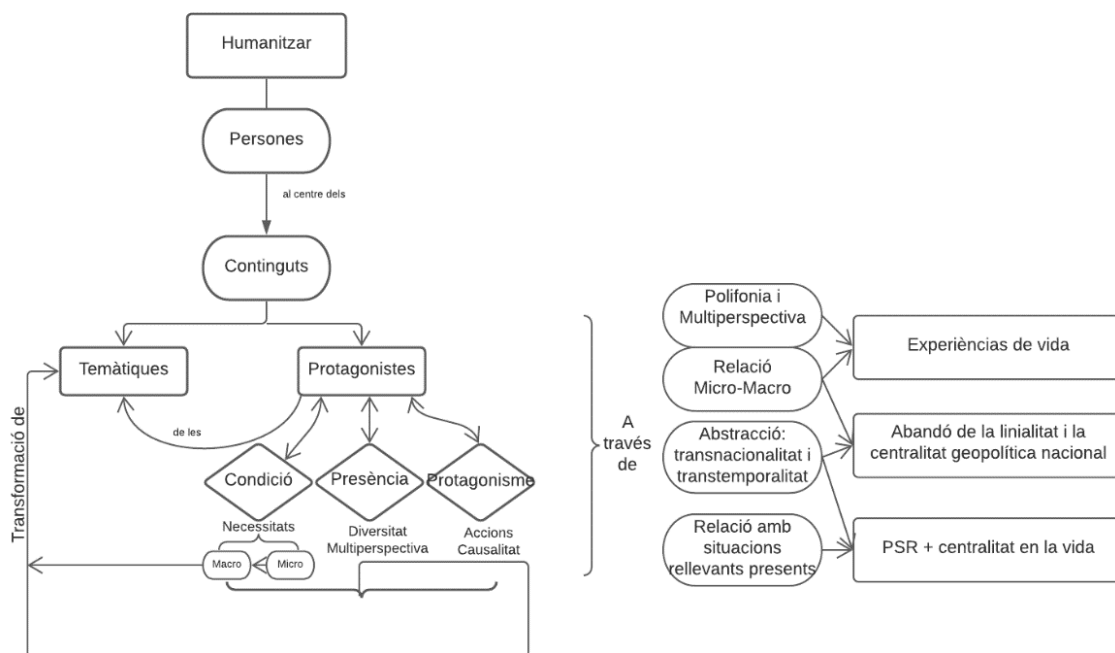 Humanitzar
Persones
al centre dels
Continguts
Temàtiques
Protagonistes
de les
Condició
Presència
Protagonisme
Necessitats
Diversitat
Multiperspectiva
Accions
Causalitat
Macro
Micro
Transformació de
A
través
de
Polifonia i
Multiperspectiva
Relació
Micro-Macro
Abstracció:
transnacionalitat i
transtemporalitat
Relació amb
situacions
rellevants presents
Experiències de vida
Abandó de la linialitat i la
centralitat geopolítica nacional
PSR + centralitat en la vida